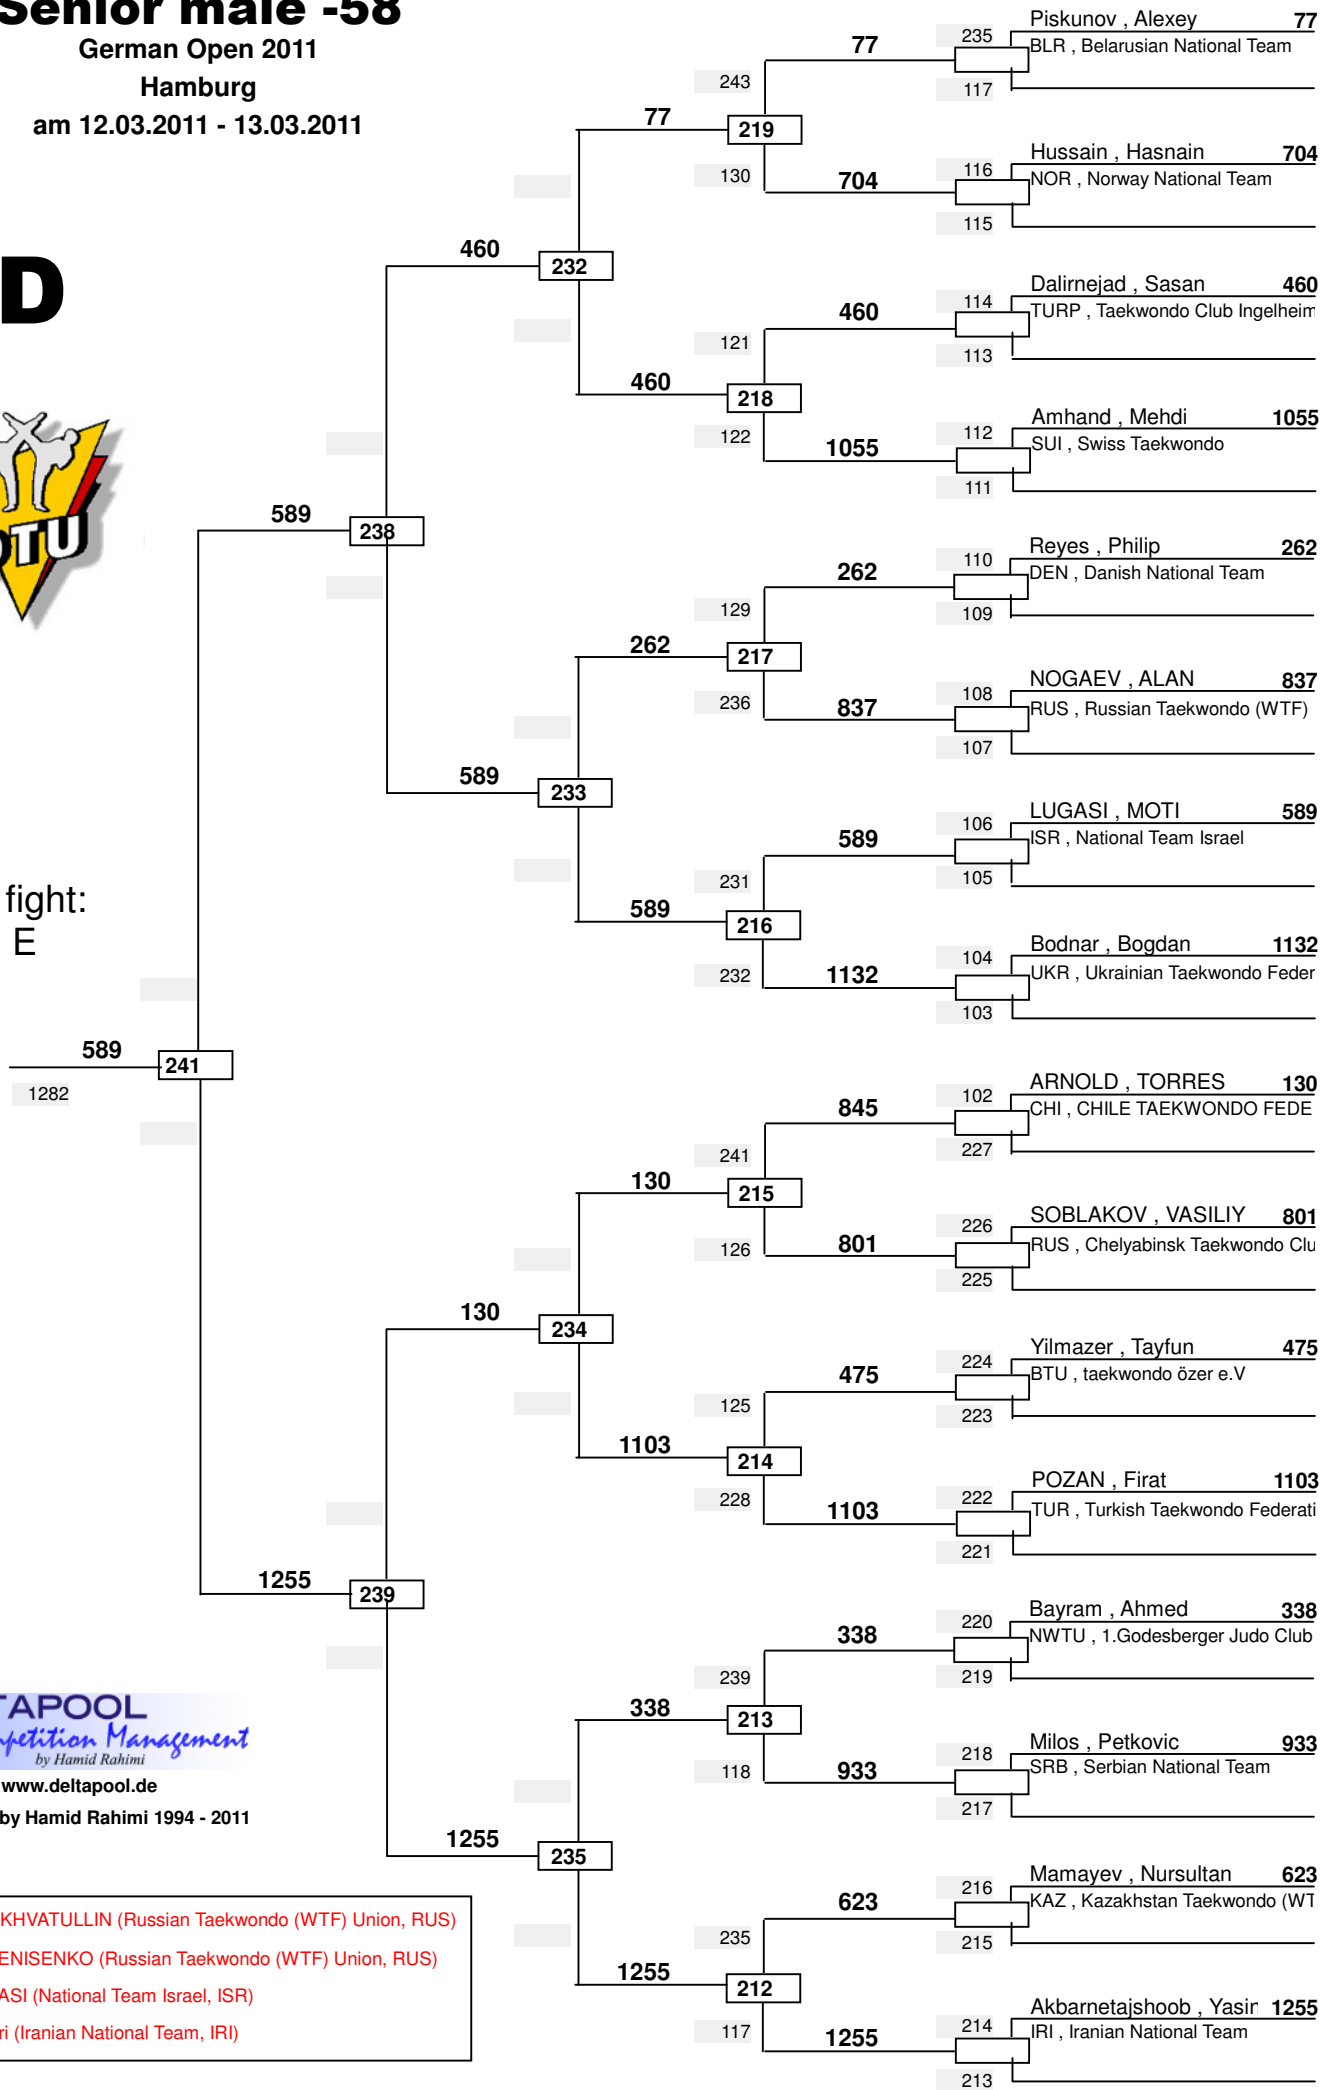 Senior male -58
German Open 2011
Hamburg
am 12.03.2011 - 13.03.2011
D
DTU
fight:
E
589
241
1282
589
238
1255
239
460
232
589
233
130
234
1255
235
77
243
219
130
460
121
218
122
262
129
217
236
589
231
216
232
130
241
215
126
1103
125
214
228
338
239
213
118
1255
235
212
117
77
235
117
Piskunov , Alexey 77
BLR , Belarusian National Team
704
116
115
Hussain , Hasnain 704
NOR , Norway National Team
460
114
113
Dalirnejad , Sasan 460
TURP , Taekwondo Club Ingelheim
1055
112
111
Amhand , Mehdi 1055
SUI , Swiss Taekwondo
262
110
109
Reyes , Philip 262
DEN , Danish National Team
837
108
107
NOGAEV , ALAN 837
RUS , Russian Taekwondo (WTF)
589
106
105
LUGASI , MOTI 589
ISR , National Team Israel
1132
104
103
Bodnar , Bogdan 1132
UKR , Ukrainian Taekwondo Feder
845
102
227
ARNOLD , TORRES 130
CHI , CHILE TAEKWONDO FEDE
801
226
225
SOBLAKOV , VASILIY 801
RUS , Chelyabinsk Taekwondo Clu
475
224
223
Yilmazer , Tayfun 475
BTU , taekwondo özer e.V
1103
222
221
POZAN , Firat 1103
TUR , Turkish Taekwondo Federati
338
220
219
Bayram , Ahmed 338
NWTU , 1.Godesberger Judo Club
933
218
217
Milos , Petkovic 933
SRB , Serbian National Team
623
216
215
Mamayev , Nursultan 623
KAZ , Kazakhstan Taekwondo (WT
1255
214
213
Akbarnetajshoob , Yasin 1255
IRI , Iranian National Team
TAPOOL
mpetition Management
by Hamid Rahimi
www.deltapool.de
by Hamid Rahimi 1994 - 2011
KHVATULLIN (Russian Taekwondo (WTF) Union, RUS)
ENISENKO (Russian Taekwondo (WTF) Union, RUS)
ASI (National Team Israel, ISR)
ri (Iranian National Team, IRI)